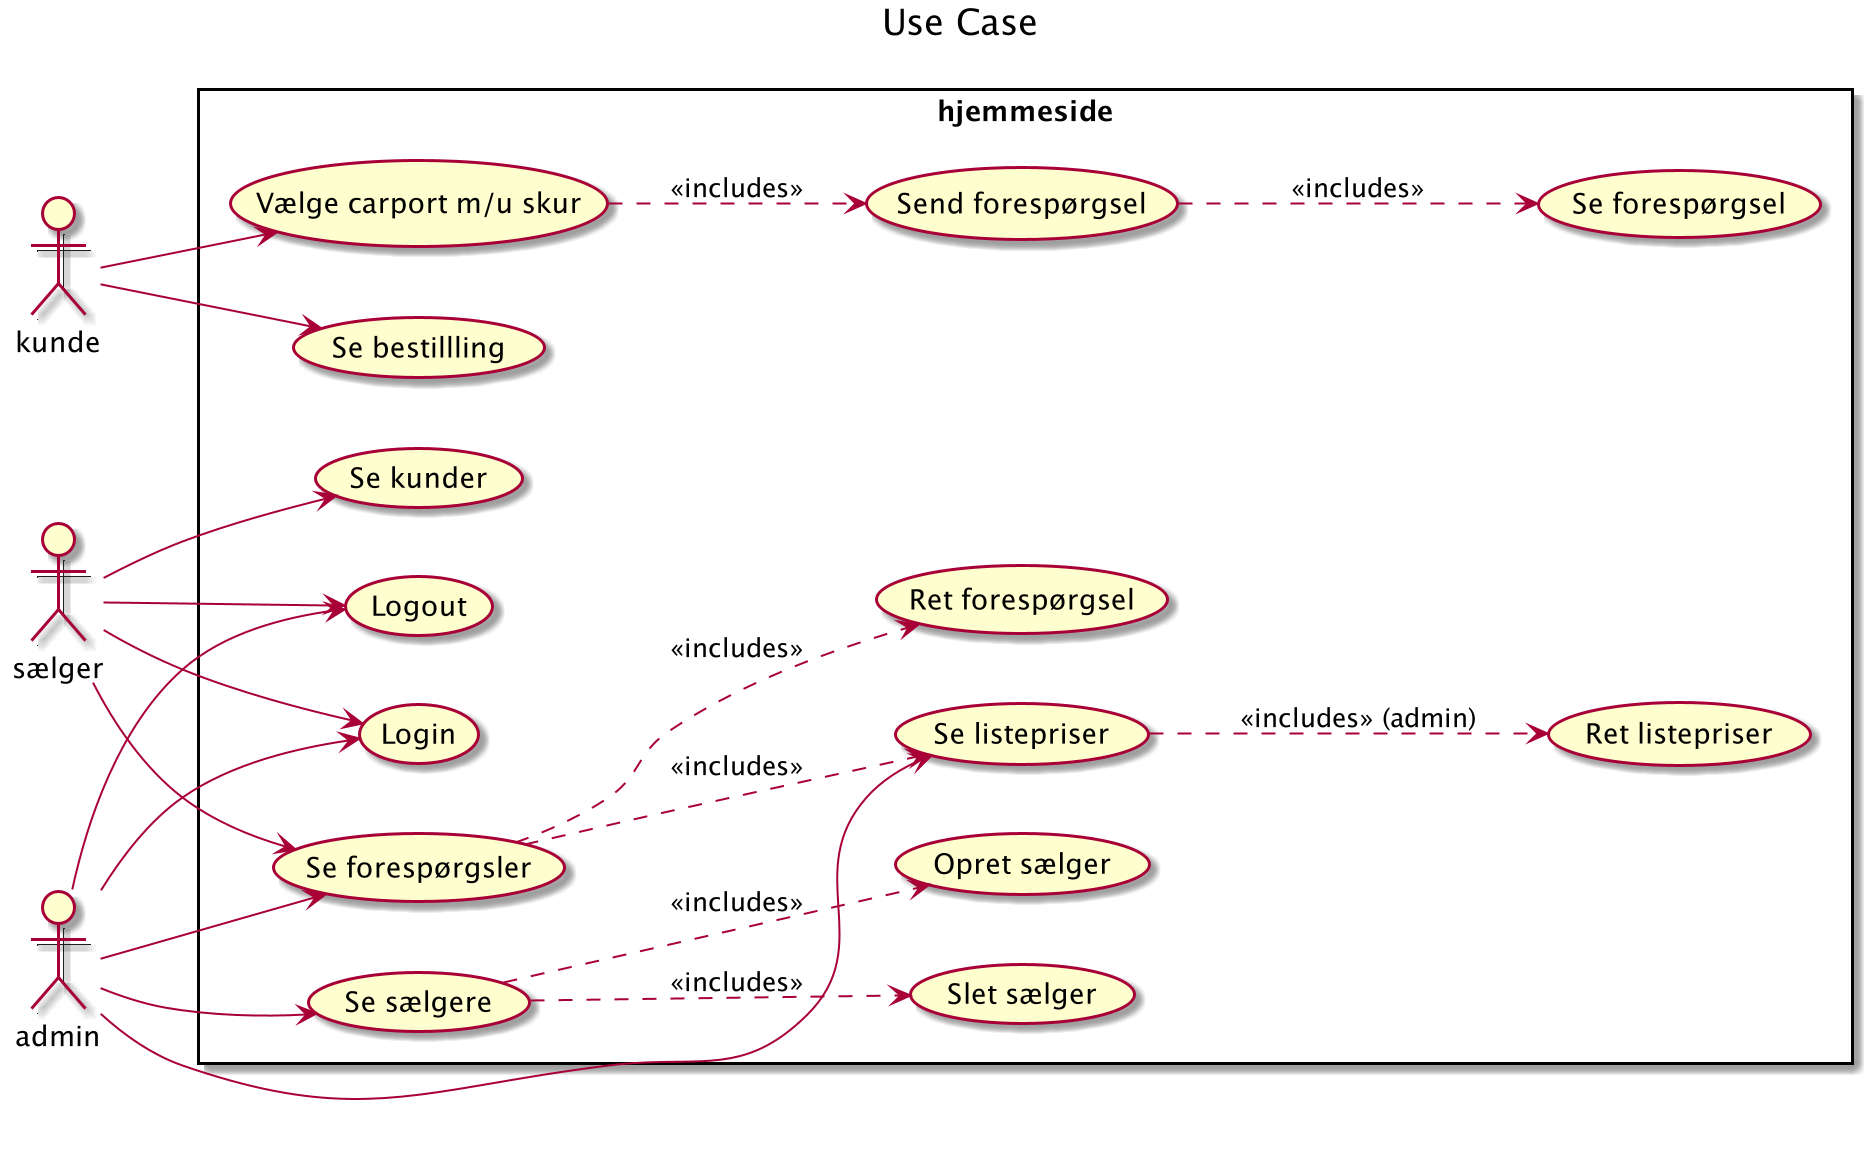 Use Case
hjemmeside
Vælge carport m/u skur
«includes»
Send forespørgsel
«includes»
Se forespørgsel
kunde
Se bestillling
Se kunder
sælger
Logout
Ret forespørgsel
«includes»
Login
Se listepriser
«includes» (admin)
Ret listepriser
«includes»
Se forespørgsler
Opret sælger
«includes»
admin
Se sælgere
«includes»
Slet sælger